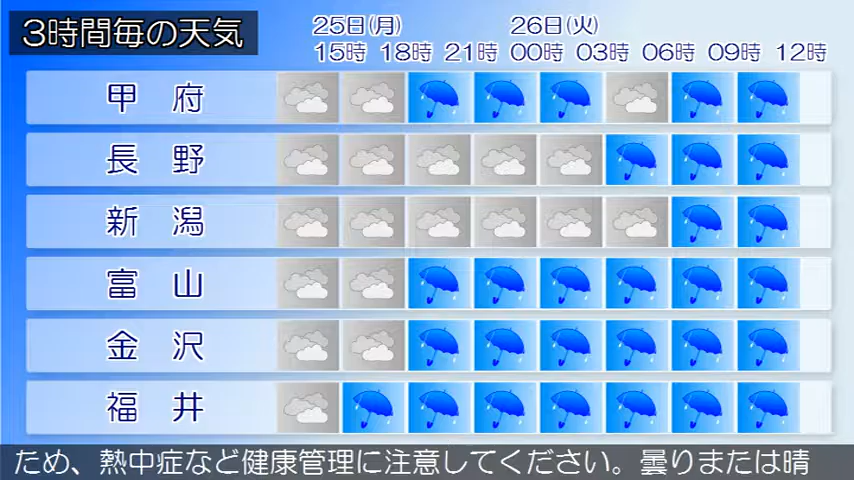 3時間毎の天気
25日(月) 26日(火)
15時 18時 21時 00時 03時 06時 09時 12時
甲 府
長 野
新 潟
富 山
金 沢
福 井
ため、熱中症など健康管理に注意してください。曇りまたは晴